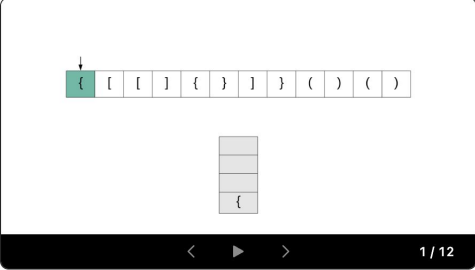 { [ [ ] { } ] } ( ) ( )
{
1 / 12